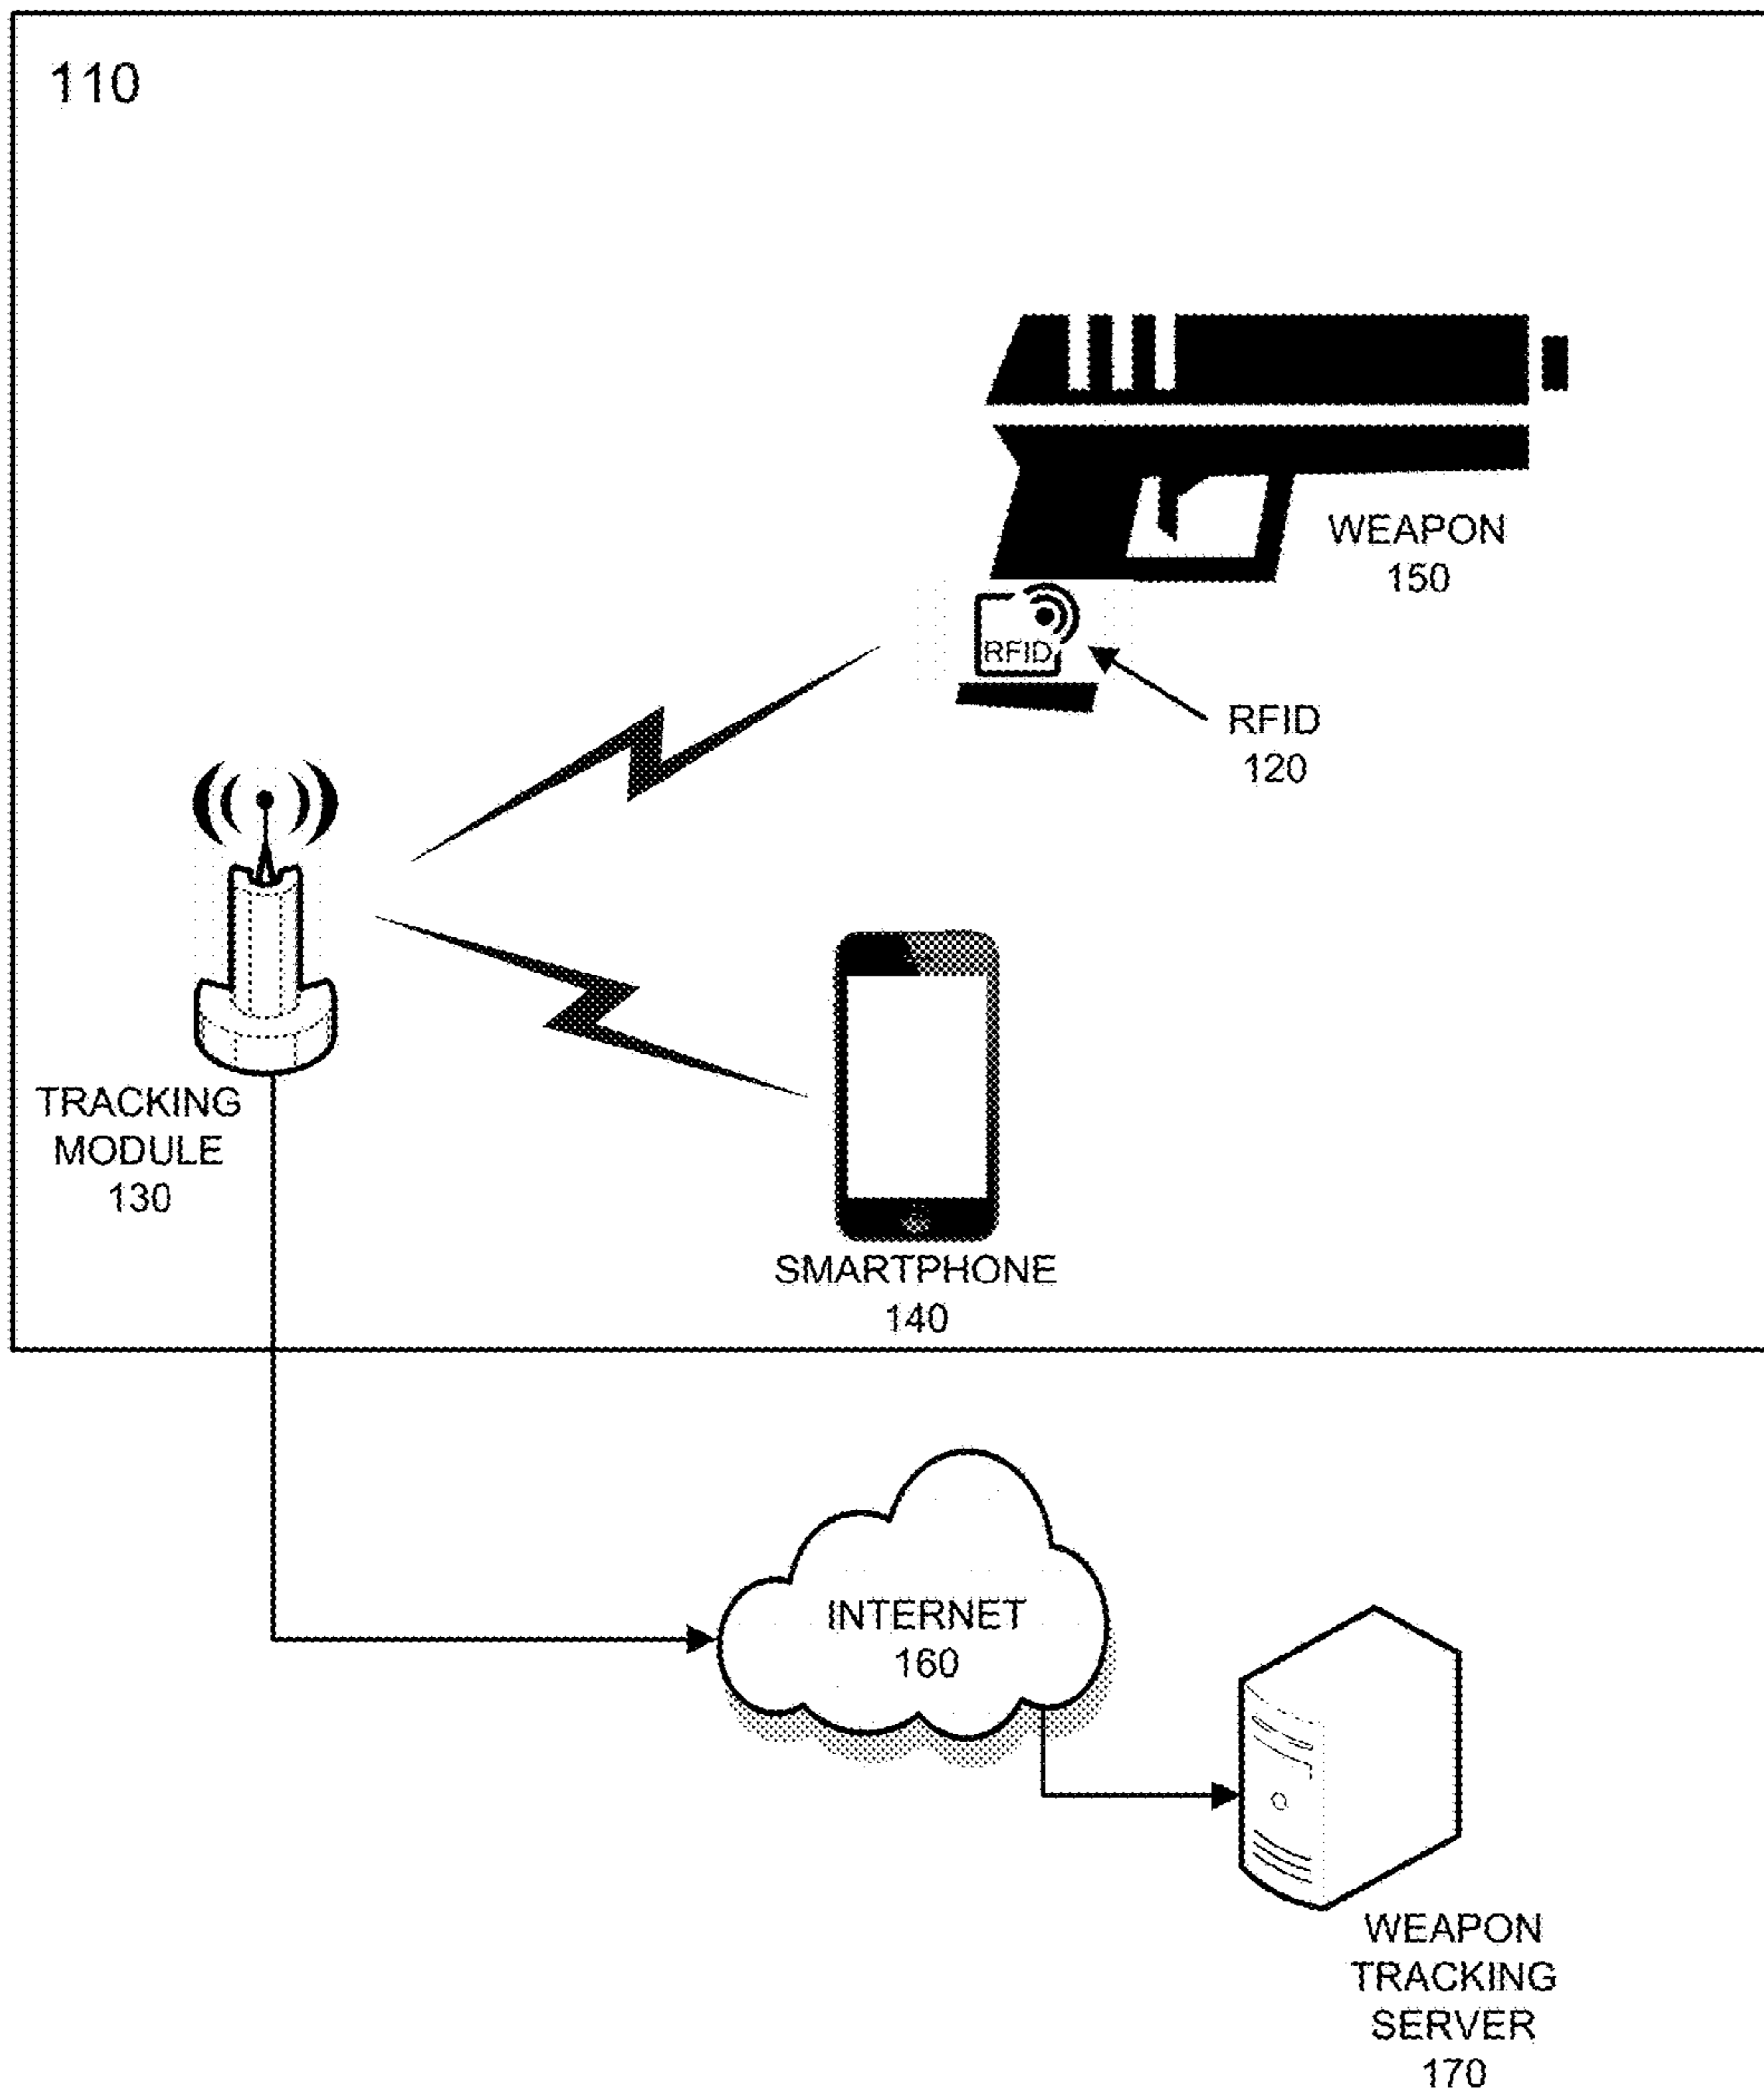 110
WEAPON
150
RFID
RFID
120
TRACKING
MODULE
130
SMARTPHONE
140
INTERNET
160
WEAPON
TRACKING
SERVER
170